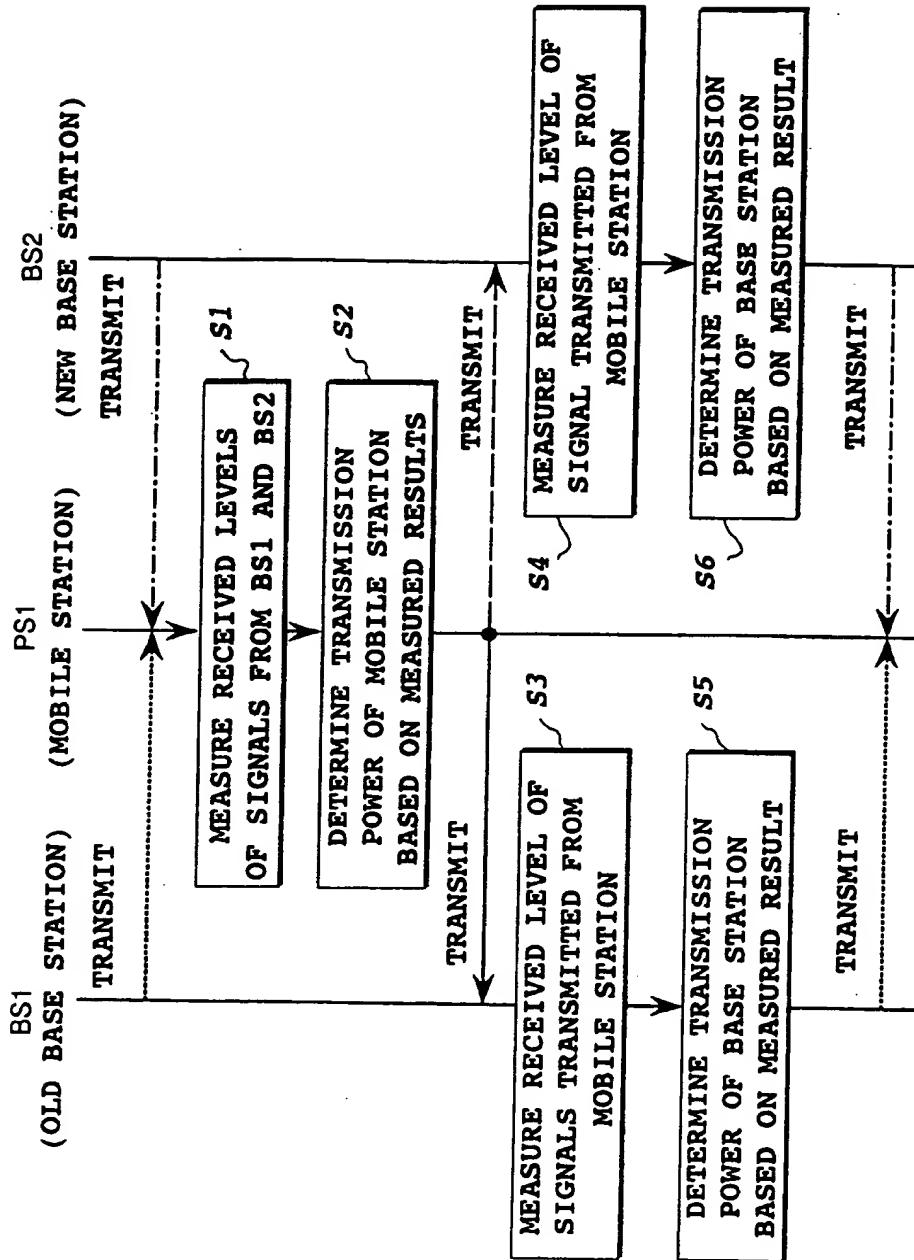 BS1
(OLD BASE STATION)
PS1
(MOBILE STATION)
BS2
(NEW BASE STATION)
TRANSMIT
TRANSMIT
MEASURE RECEIVED LEVELS
OF SIGNALS FROM BS1 AND BS2
S1
DETERMINE TRANSMISSION
POWER OF MOBILE STATION
BASED ON MEASURED RESULTS
S2
TRANSMIT
TRANSMIT
MEASURE RECEIVED LEVEL OF
SIGNALS TRANSMITTED FROM
MOBILE STATION
S3
S4
MEASURE RECEIVED LEVEL OF
SIGNAL TRANSMITTED FROM
MOBILE STATION
DETERMINE TRANSMISSION
POWER OF BASE STATION
BASED ON MEASURED RESULT
S5
S6
DETERMINE TRANSMISSION
POWER OF BASE STATION
BASED ON MEASURED RESULT
TRANSMIT
TRANSMIT